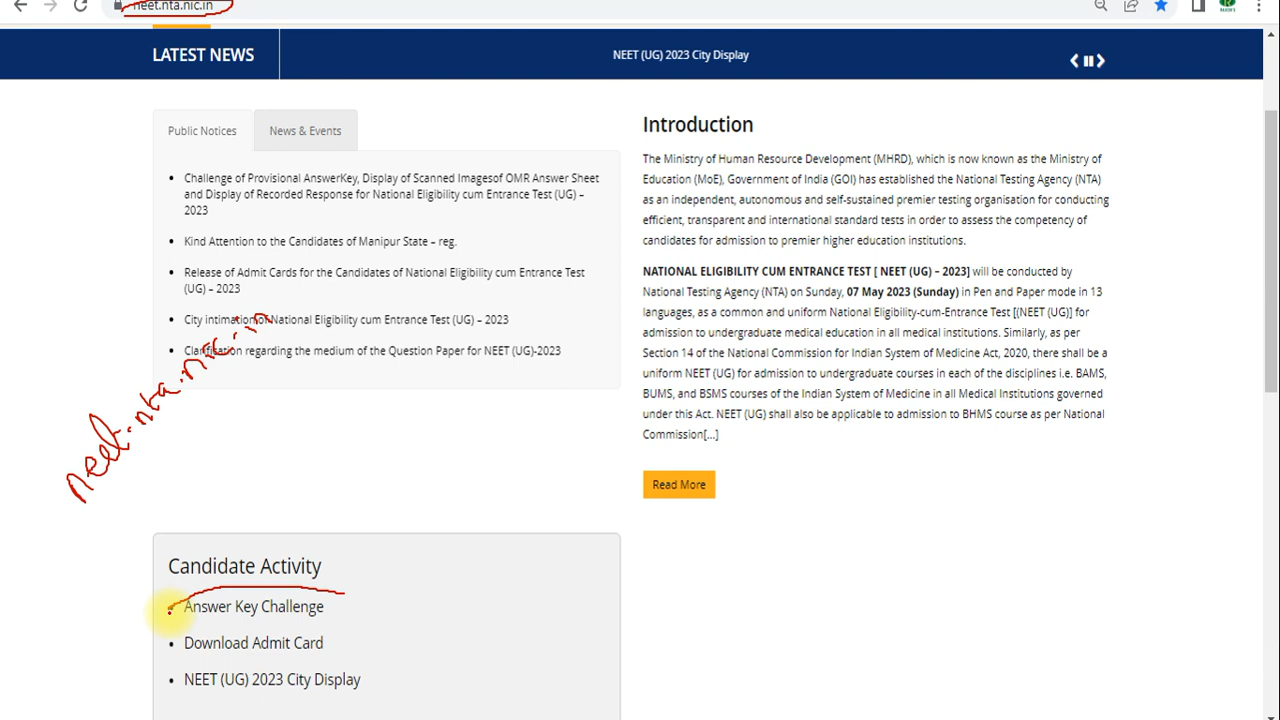 neet.nta.nic.in
LATEST NEWS
NEET (UG) 2023 City Display
Public Notices
News & Events
Challenge of Provisional AnswerKey, Display of Scanned Imagesof OMR Answer Sheet
and Display of Recorded Response for National Eligibility cum Entrance Test (UG) –
2023
Kind Attention to the Candidates of Manipur State – reg.
Release of Admit Cards for the Candidates of National Eligibility cum Entrance Test
(UG) – 2023
City intimation of National Eligibility cum Entrance Test (UG) – 2023
Clarification regarding the medium of the Question Paper for NEET (UG)-2023
neet.nta.nic.in
Introduction
The Ministry of Human Resource Development (MHRD), which is now known as the Ministry of
Education (MoE), Government of India (GOI) has established the National Testing Agency (NTA)
as an independent, autonomous and self-sustained premier testing organisation for conducting
efficient, transparent and international standard tests in order to assess the competency of
candidates for admission to premier higher education institutions.
NATIONAL ELIGIBILITY CUM ENTRANCE TEST [ NEET (UG) – 2023] will be conducted by
National Testing Agency (NTA) on Sunday, 07 May 2023 (Sunday) in Pen and Paper mode in 13
languages, as a common and uniform National Eligibility-cum-Entrance Test [(NEET (UG)] for
admission to undergraduate medical education in all medical institutions. Similarly, as per
Section 14 of the National Commission for Indian System of Medicine Act, 2020, there shall be a
uniform NEET (UG) for admission to undergraduate courses in each of the disciplines i.e. BAMS,
BUMS, and BSMS courses of the Indian System of Medicine in all Medical Institutions governed
under this Act. NEET (UG) shall also be applicable to admission to BHMS course as per National
Commission[...]
Read More
Candidate Activity
Answer Key Challenge
Download Admit Card
NEET (UG) 2023 City Display